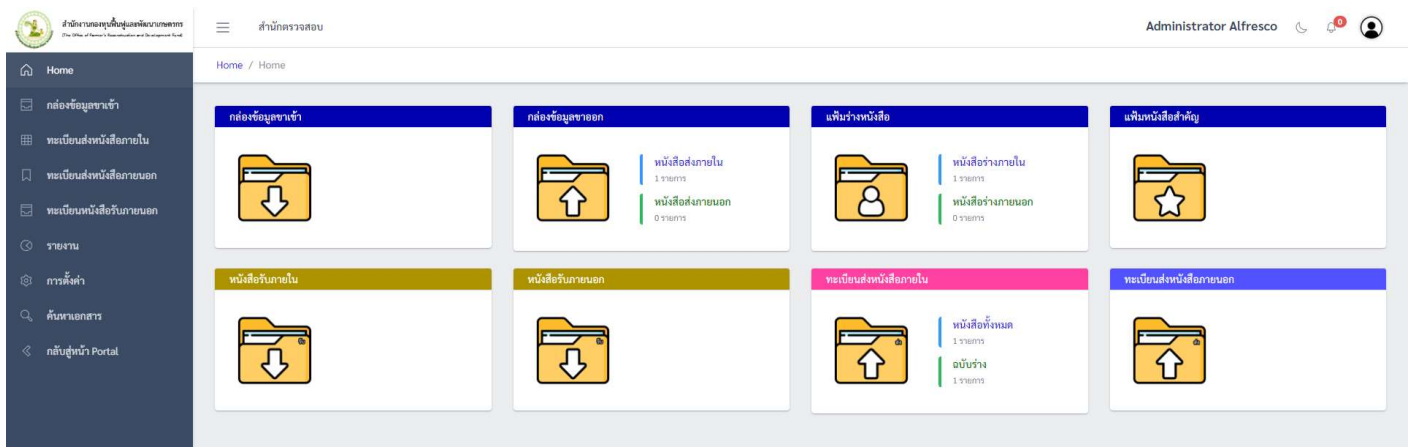 สำนักงานกองทุนฟื้นฟูและพัฒนาเกษตรกร
(The Office of Farmer's Reconstruction and Development Fund)
สำนักตรวจสอบ
Administrator Alfresco
0
Home / Home
Home
กล่องข้อมูลขาเข้า
ทะเบียนส่งหนังสือภายใน
ทะเบียนส่งหนังสือภายนอก
ทะเบียนหนังสือรับภายนอก
รายงาน
การตั้งค่า
ค้นหาเอกสาร
กลับสู่หน้า Portal
กล่องข้อมูลขาเข้า
กล่องข้อมูลขาออก
หนังสือส่งภายใน
1 รายการ
หนังสือส่งภายนอก
0 รายการ
แฟ้มร่างหนังสือ
หนังสือร่างภายใน
1 รายการ
หนังสือร่างภายนอก
0 รายการ
แฟ้มหนังสือสำคัญ
หนังสือรับภายใน
หนังสือรับภายนอก
ทะเบียนส่งหนังสือภายใน
หนังสือทั้งหมด
1 รายการ
ฉบับร่าง
1 รายการ
ทะเบียนส่งหนังสือภายนอก